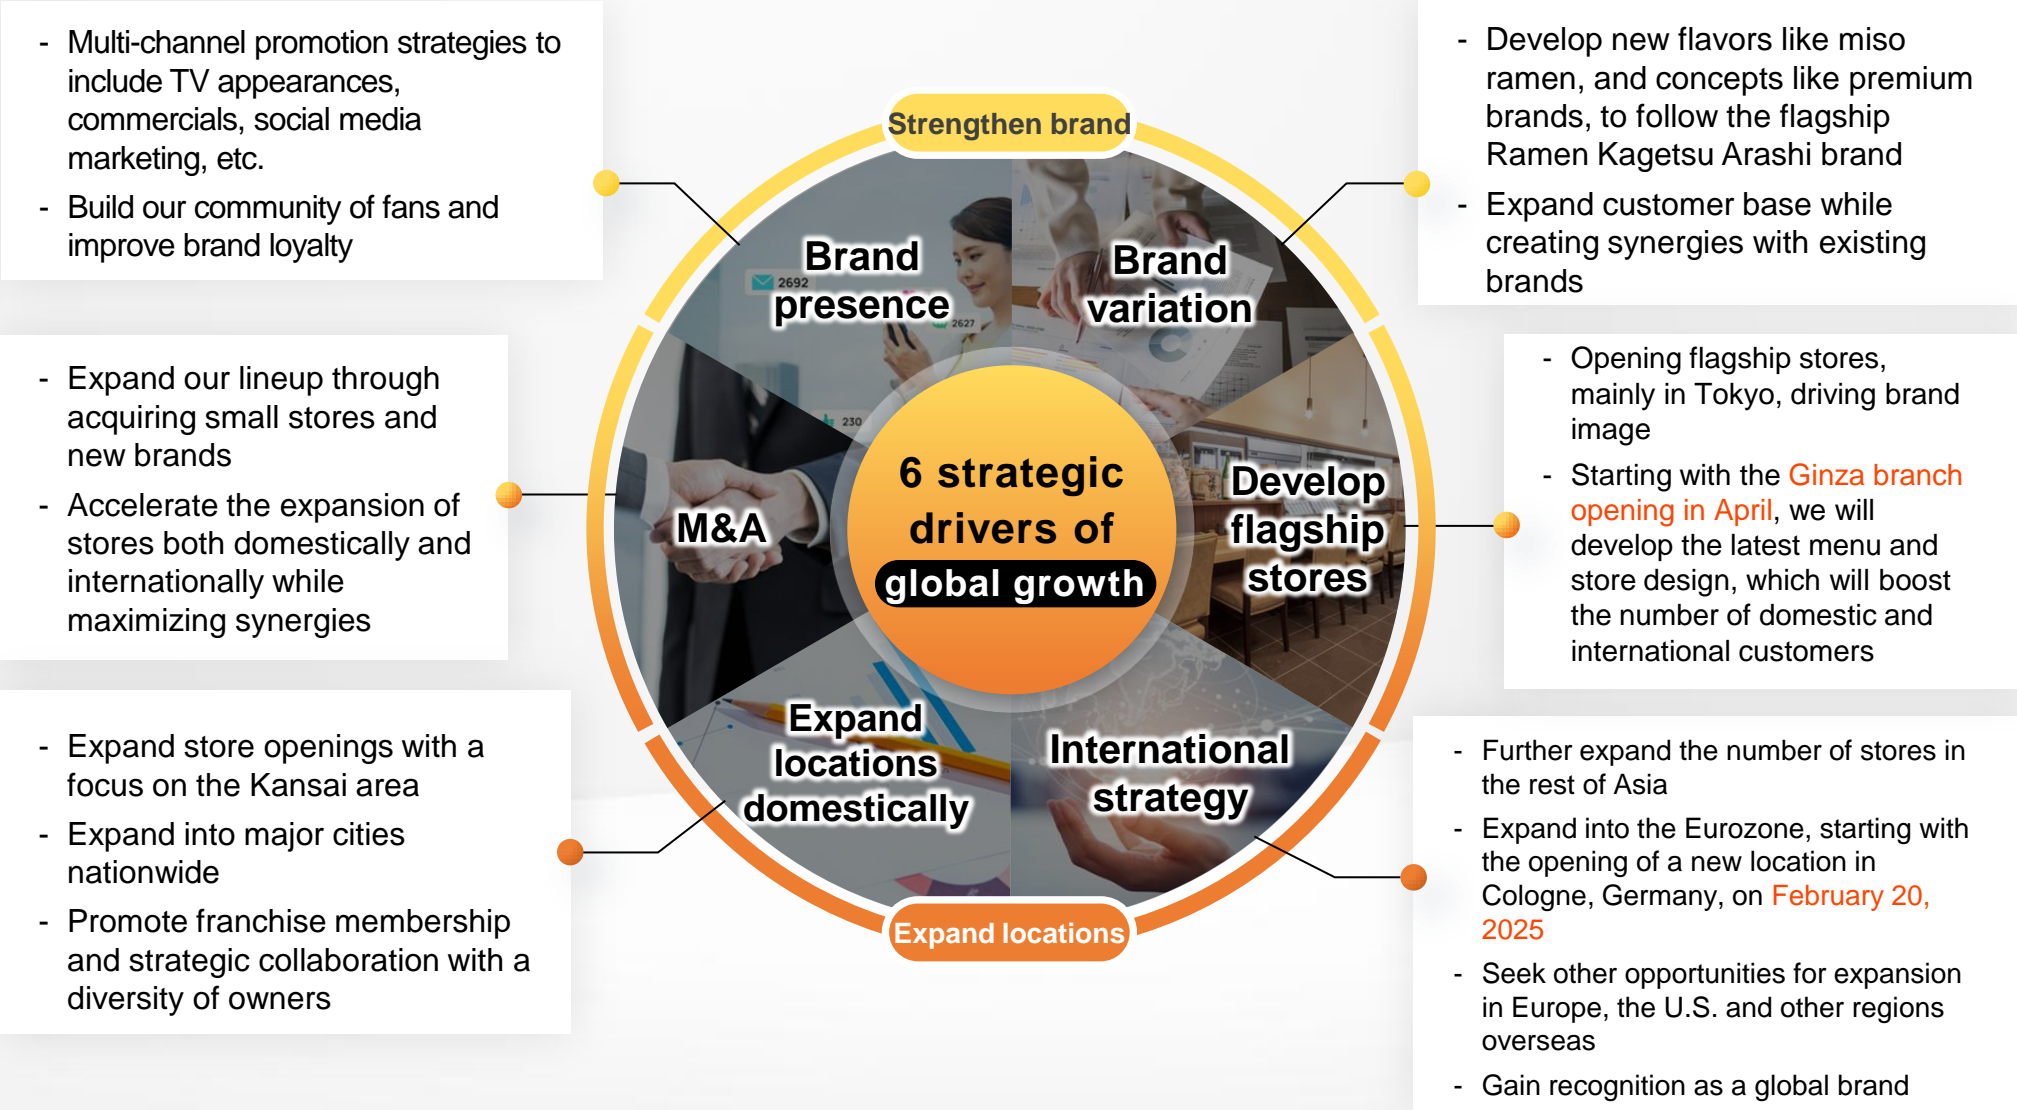 - Multi-channel promotion strategies to
include TV appearances,
commercials, social media
marketing, etc.
- Build our community of fans and
improve brand loyalty
- Expand our lineup through
acquiring small stores and
new brands
- Accelerate the expansion of
stores both domestically and
internationally while
maximizing synergies
- Expand store openings with a
focus on the Kansai area
- Expand into major cities
nationwide
- Promote franchise membership
and strategic collaboration with a
diversity of owners
Strengthen brand
Brand
presence
2692
2627
230
Brand
variation
M&A
6 strategic
drivers of
global growth
Develop
flagship
stores
Expand
locations
domestically
International
strategy
Expand locations
- Develop new flavors like miso
ramen, and concepts like premium
brands, to follow the flagship
Ramen Kagetsu Arashi brand
- Expand customer base while
creating synergies with existing
brands
- Opening flagship stores,
mainly in Tokyo, driving brand
image
- Starting with the Ginza branch
opening in April, we will
develop the latest menu and
store design, which will boost
the number of domestic and
international customers
- Further expand the number of stores in
the rest of Asia
- Expand into the Eurozone, starting with
the opening of a new location in
Cologne, Germany, on February 20,
2025
- Seek other opportunities for expansion
in Europe, the U.S. and other regions
overseas
- Gain recognition as a global brand